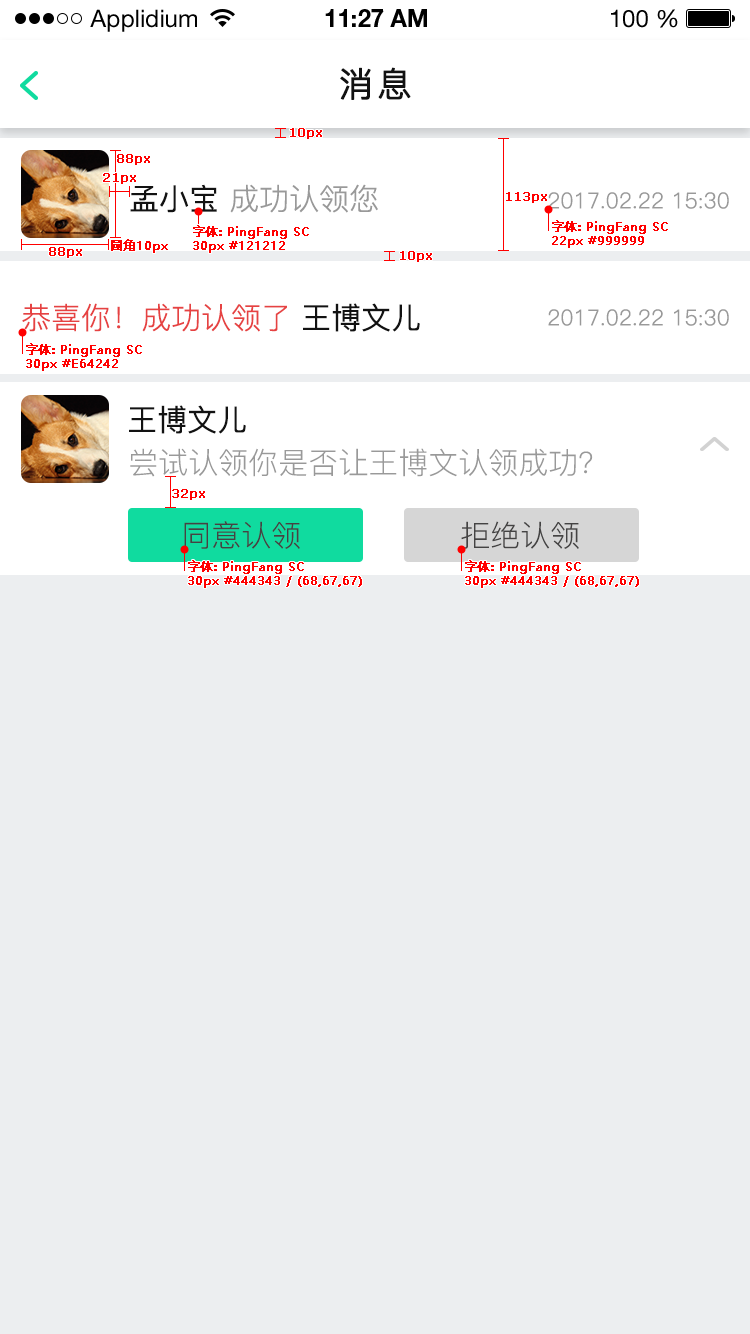 Applidium 11:27 AM 100 %
消息
10px
88px
21px
孟小宝 成功认领您
113px
2017.02.22 15:30
字体: PingFang SC
30px #121212
字体: PingFang SC
22px #999999
圆角10px
88px
10px
恭喜你！成功认领了 王博文儿
2017.02.22 15:30
字体: PingFang SC
30px #E64242
王博文儿
尝试认领你是否让王博文认领成功?
32px
同意认领
拒绝认领
字体: PingFang SC
30px #444343 / (68,67,67)
字体: PingFang SC
30px #444343 / (68,67,67)